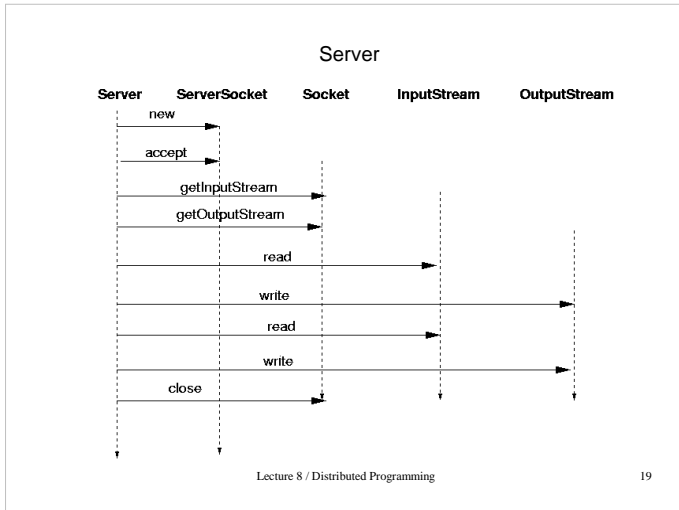 Server
Server ServerSocket Socket InputStream OutputStream
new
accept
getInputStream
getOutputStream
read
write
read
write
close
Lecture 8 / Distributed Programming 19